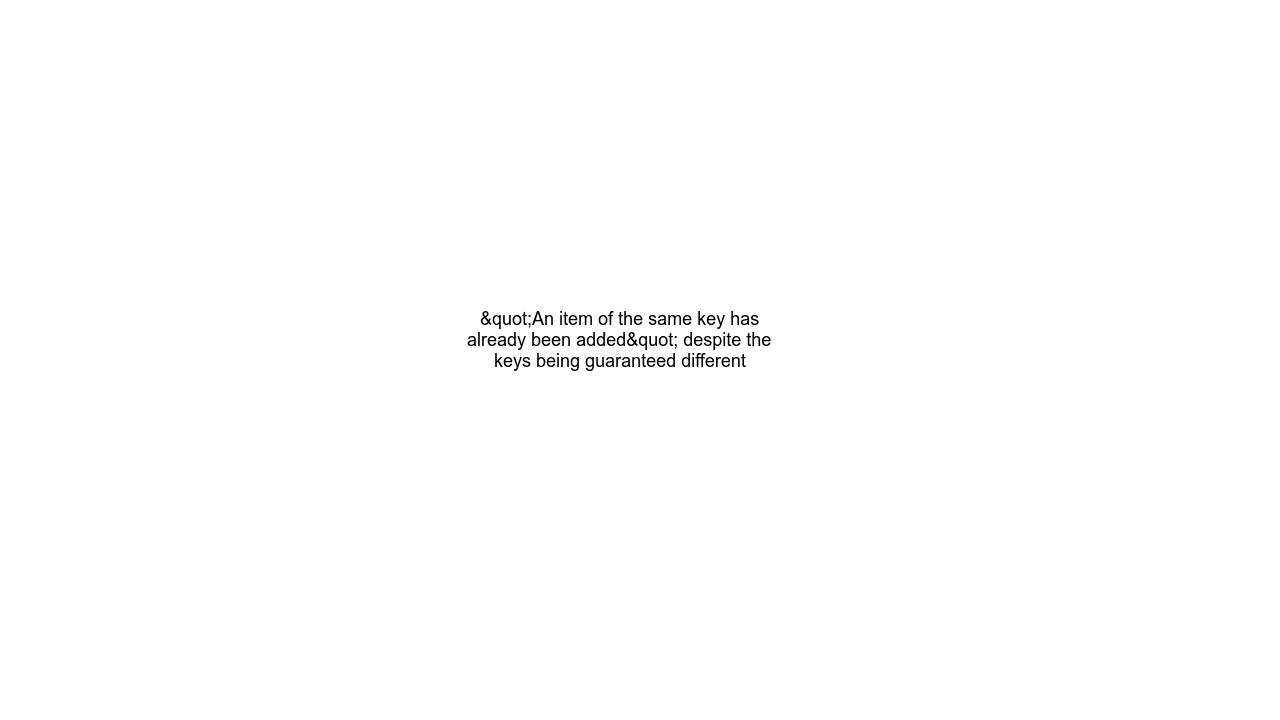 &quot;An item of the same key has
already been added&quot; despite the
keys being guaranteed different